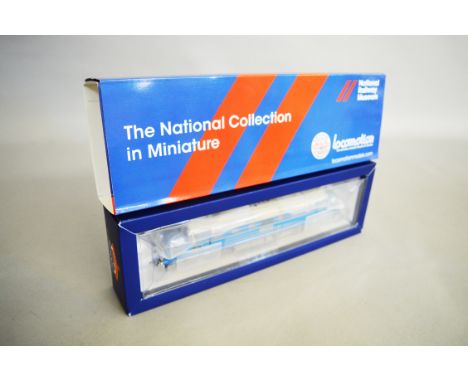 The National Collection
in Miniature
National
Railway
Museum
locomotion
locomotionmodels.com